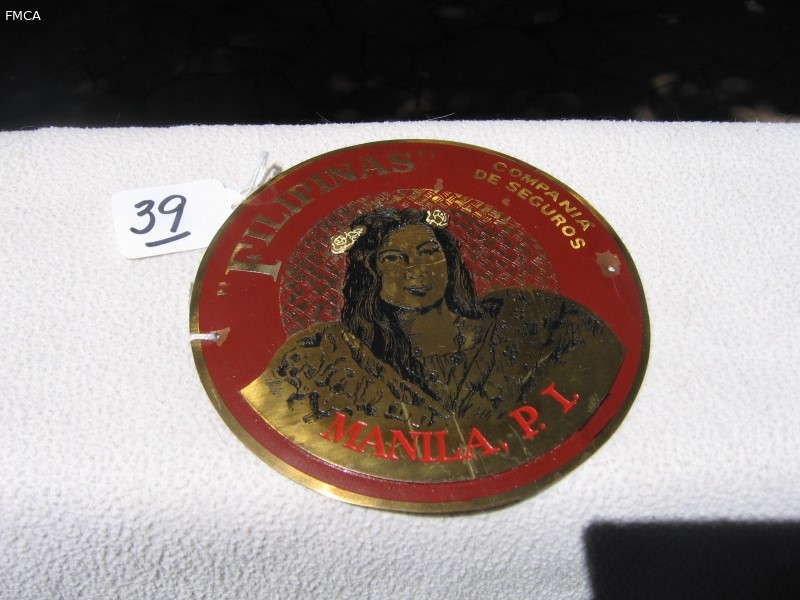 FMCA
39
"FILIPINAS"
COMPANIA
DE SEGUROS
MANILA, P. I.